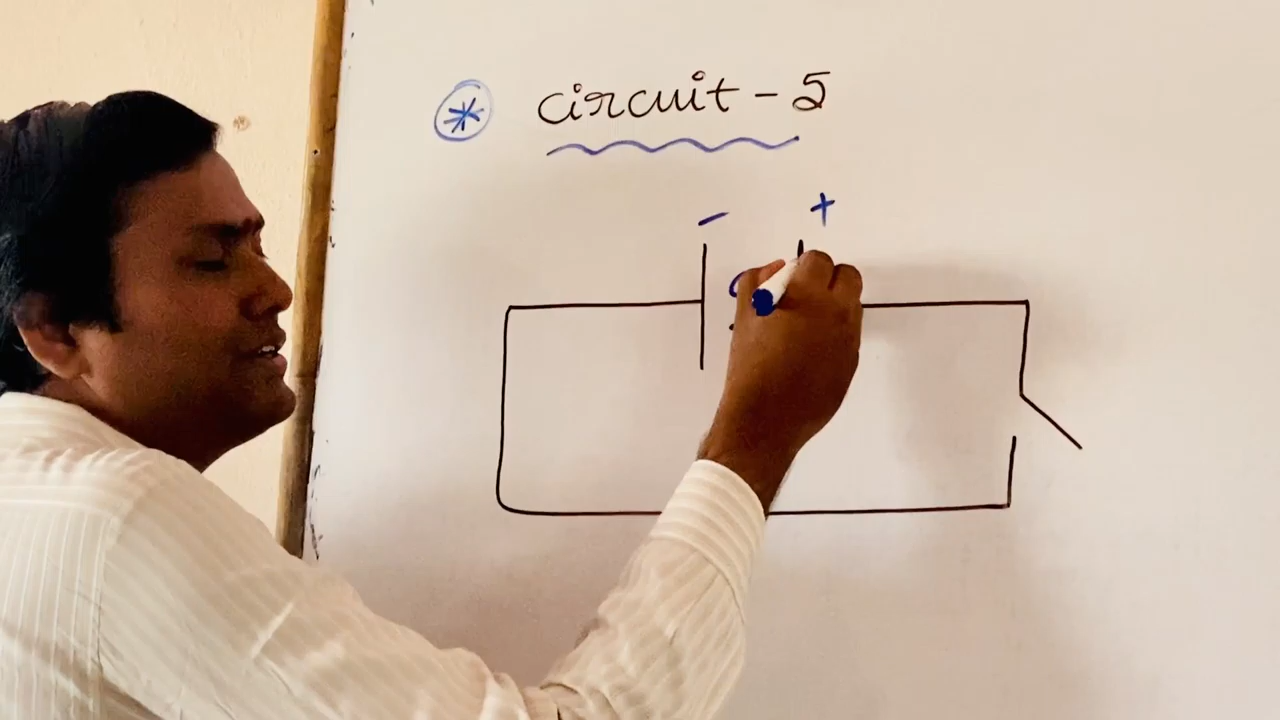 * circuit - 5
- +